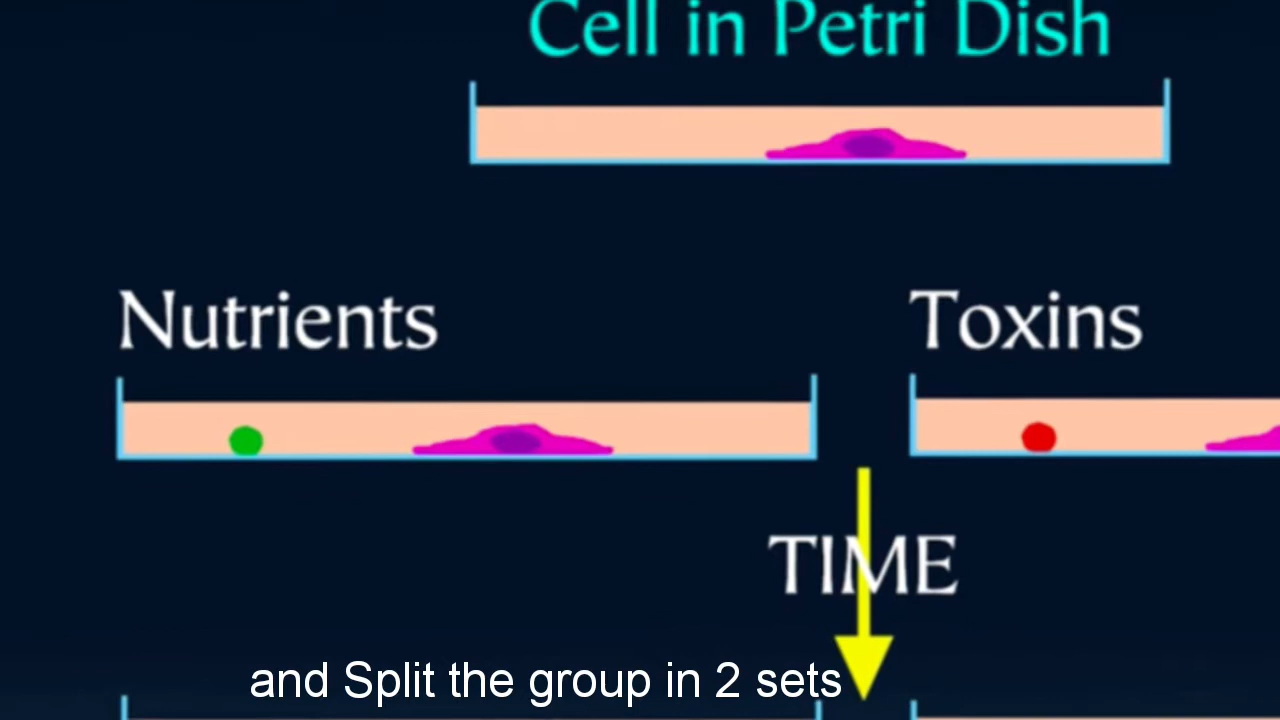 Cell in Petri Dish
Nutrients
Toxins
TIME
and Split the group in 2 sets